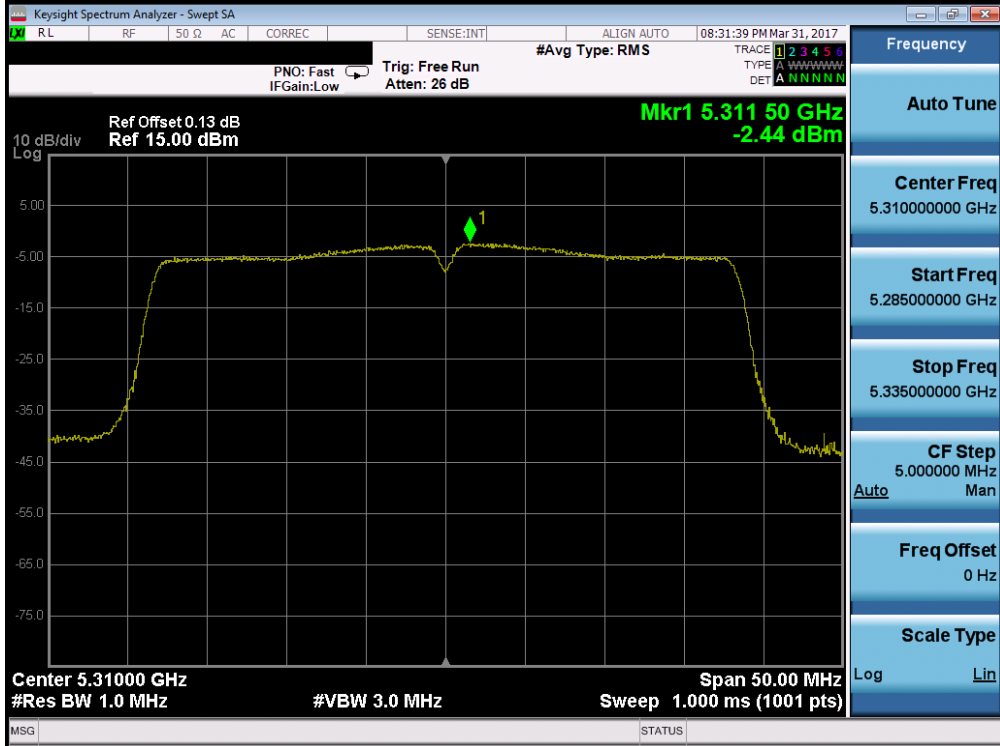 Keysight Spectrum Analyzer - Swept SA
LXI RL RF 50 Ω AC CORREC SENSE:INT ALIGN AUTO 08:31:39 PM Mar 31, 2017
#Avg Type: RMS TRACE 1 2 3 4 5 6
PNO: Fast Trig: Free Run TYPE A WWWWW
IFGain:Low Atten: 26 dB DET A N N N N N
Mkr1 5.311 50 GHz
-2.44 dBm
Ref Offset 0.13 dB
10 dB/div Ref 15.00 dBm
Log
1
5.00
-5.00
-15.0
-25.0
-35.0
-45.0
-55.0
-65.0
-75.0
Center 5.31000 GHz Span 50.00 MHz
#Res BW 1.0 MHz #VBW 3.0 MHz Sweep 1.000 ms (1001 pts)
MSG STATUS
Frequency
Auto Tune
Center Freq
5.310000000 GHz
Start Freq
5.285000000 GHz
Stop Freq
5.335000000 GHz
CF Step
5.000000 MHz
Auto Man
Freq Offset
0 Hz
Scale Type
Log Lin